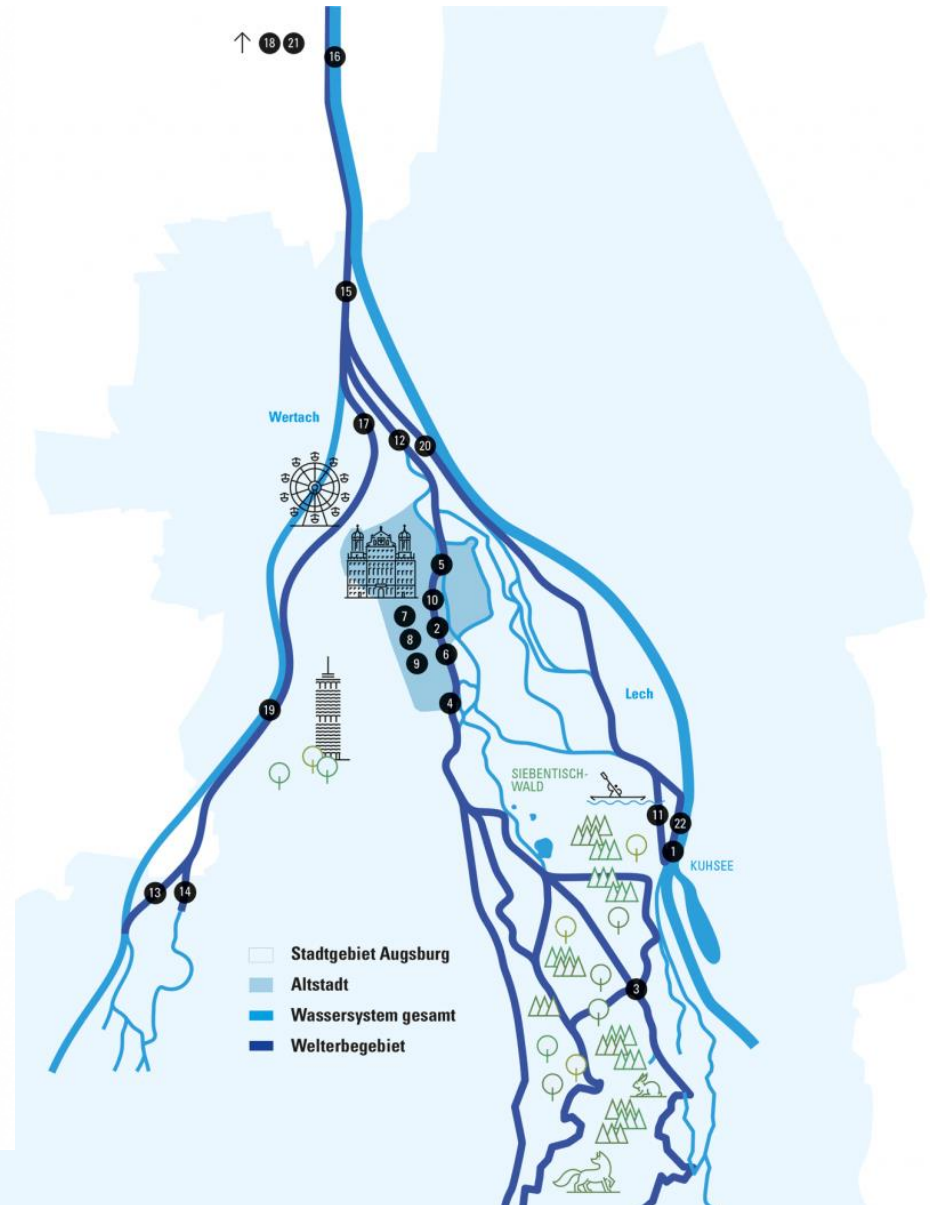 ↑ 18 21
16
15
Wertach
17
12
20
5
10
7
2
8
6
9
4
Lech
19
SIEBENTISCH-
WALD
11
22
1
KUHSEE
13
14
3
Stadtgebiet Augsburg
Altstadt
Wassersystem gesamt
Welterbegebiet